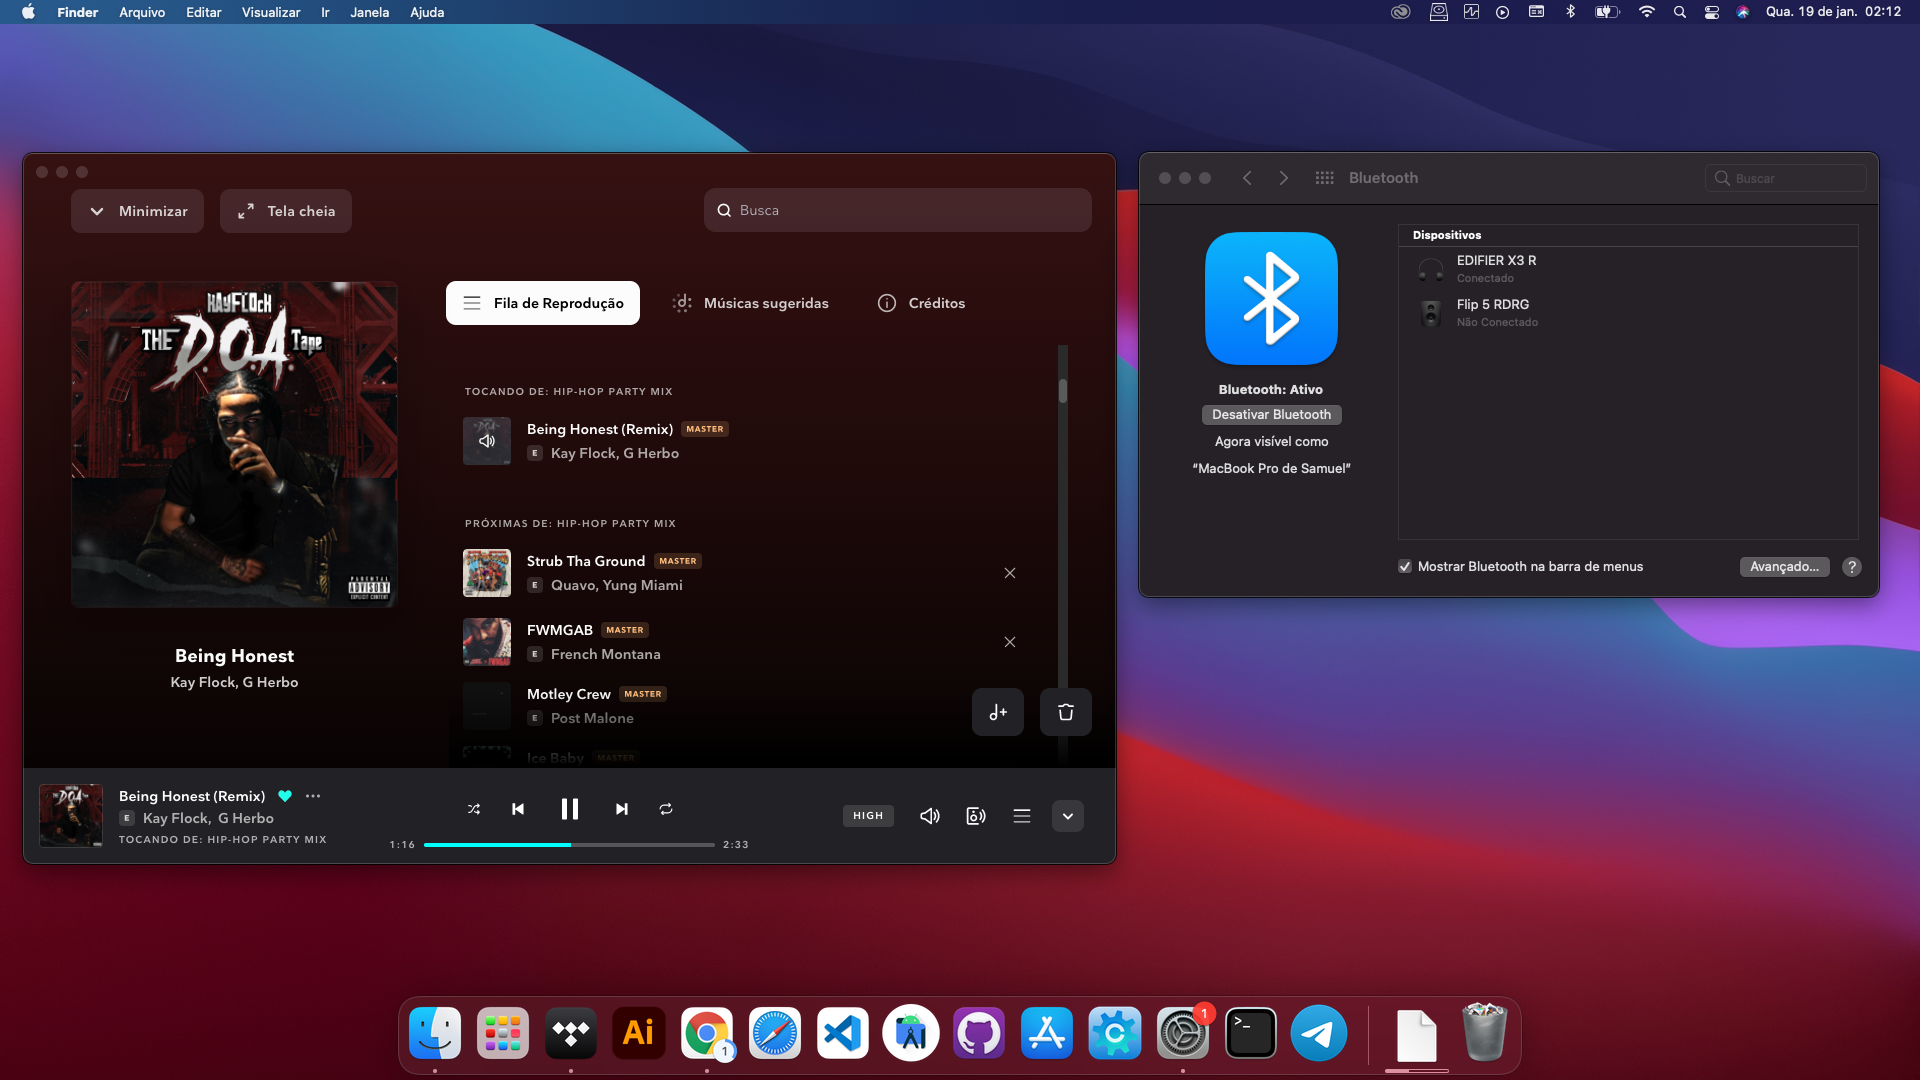 Finder Arquivo Editar Visualizar Ir Janela Ajuda
Qua. 19 de jan. 02:12
Minimizar
Tela cheia
Busca
KAYFLOCK
THE D.O.A Tape
PARENTAL
ADVISORY
EXPLICIT CONTENT
Being Honest
Kay Flock, G Herbo
Fila de Reprodução
Músicas sugeridas
Créditos
TOCANDO DE: HIP-HOP PARTY MIX
Being Honest (Remix) MASTER
E Kay Flock, G Herbo
PRÓXIMAS DE: HIP-HOP PARTY MIX
Strub Tha Ground MASTER
E Quavo, Yung Miami
FWMGAB MASTER
E French Montana
Motley Crew MASTER
E Post Malone
Ice Baby MASTER
Being Honest (Remix)
E Kay Flock, G Herbo
TOCANDO DE: HIP-HOP PARTY MIX
1:16
2:33
HIGH
Bluetooth
Buscar
Bluetooth: Ativo
Desativar Bluetooth
Agora visível como
“MacBook Pro de Samuel”
Dispositivos
EDIFIER X3 R
Conectado
Flip 5 RDRG
Não Conectado
Mostrar Bluetooth na barra de menus
Avançado...
?
Ai
1
1
>_